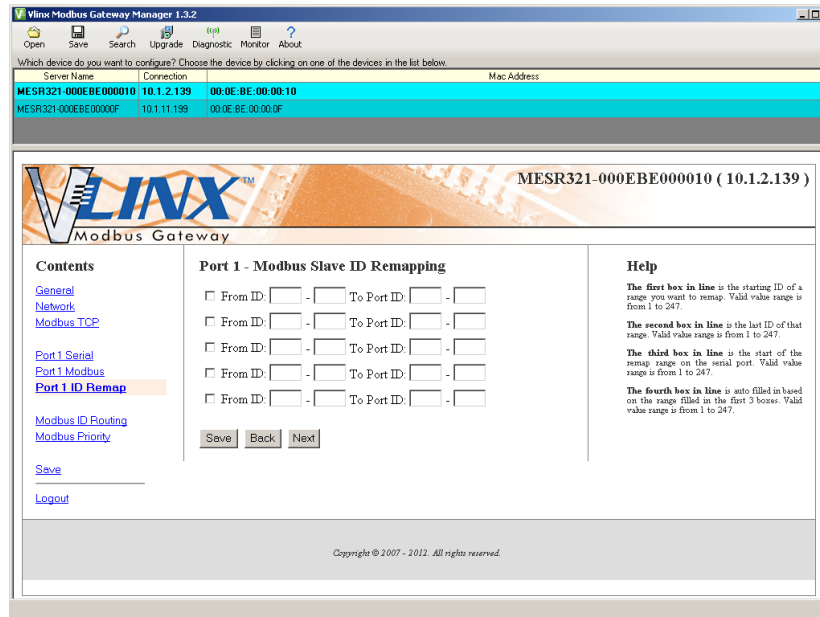 Vlinx Modbus Gateway Manager 1.3.2
Open Save Search Upgrade Diagnostic Monitor About
Which device do you want to configure? Choose the device by clicking on one of the devices in the list below.
Server Name Connection Mac Address
MESR321-000EBE000010 10.1.2.139 00:0E:BE:00:00:10
MESR321-000EBE00000F 10.1.11.199 00:0E:BE:00:00:0F
VLINX TM
Modbus Gateway
MESR321-000EBE000010 ( 10.1.2.139 )
Contents
General
Network
Modbus TCP
Port 1 Serial
Port 1 Modbus
Port 1 ID Remap
Modbus ID Routing
Modbus Priority
Save
Logout
Port 1 - Modbus Slave ID Remapping
From ID: - To Port ID: -
From ID: - To Port ID: -
From ID: - To Port ID: -
From ID: - To Port ID: -
From ID: - To Port ID: -
Save Back Next
Help
The first box in line is the starting ID of a
range you want to remap. Valid value range is
from 1 to 247.
The second box in line is the last ID of that
range. Valid value range is from 1 to 247.
The third box in line is the start of the
remap range on the serial port. Valid value
range is from 1 to 247.
The fourth box in line is auto filled in based
on the range filled in the first 3 boxes. Valid
value range is from 1 to 247.
Copyright © 2007 - 2012. All rights reserved.